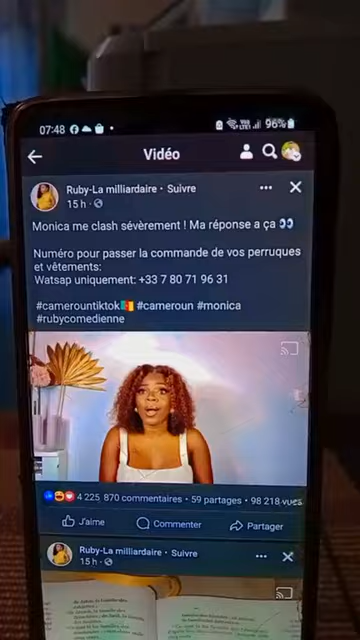 07:48
96%
Vidéo
Ruby-La milliardaire · Suivre
15 h ·
Monica me clash sévèrement ! Ma réponse a ça 👀
Numéro pour passer la commande de vos perruques
et vêtements:
Watsap uniquement: +33 7 80 71 96 31
#camerountiktok🇨🇲 #cameroun #monica
#rubycomedienne
4 225 870 commentaires · 59 partages · 98 218 vues
J'aime
Commenter
Partager
Ruby-La milliardaire · Suivre
15 h ·